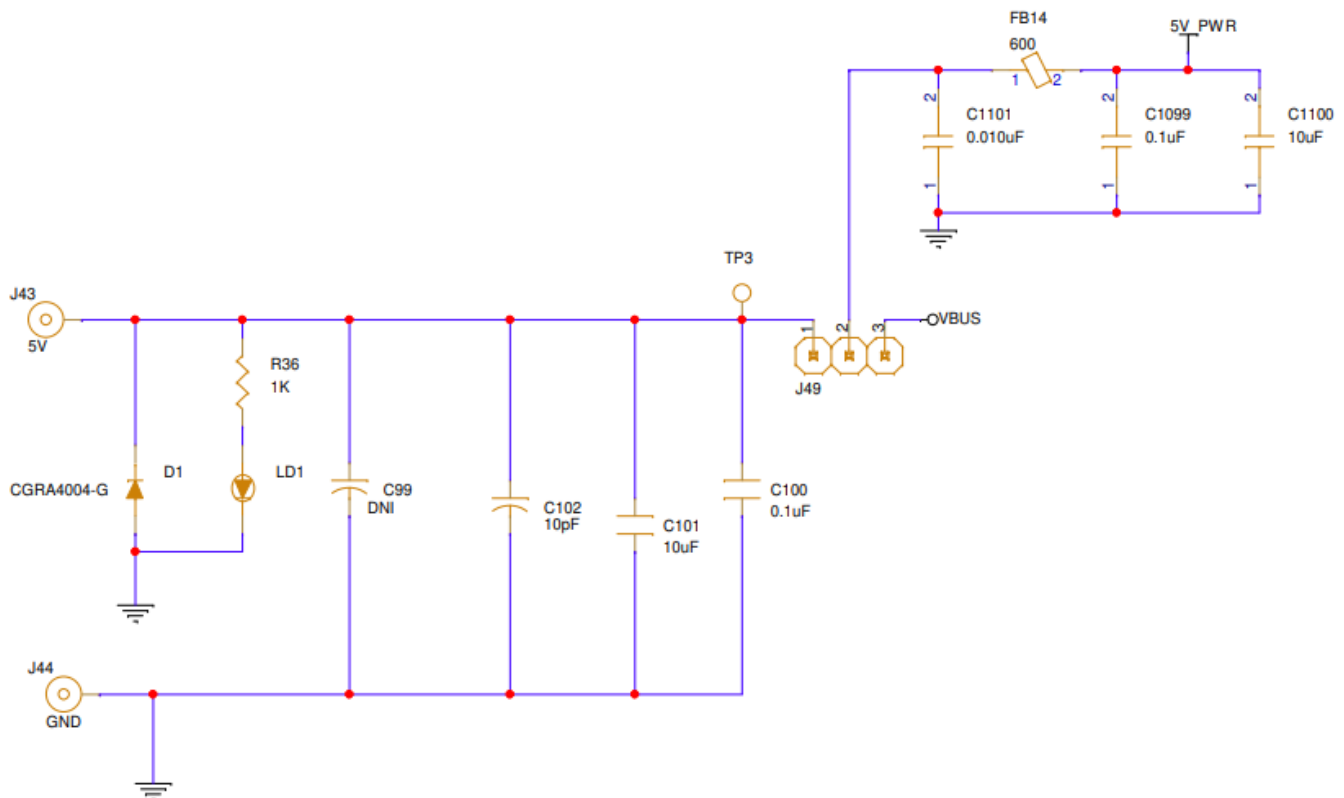 FB14
600
5V_PWR
1
2
2
C1101
0.010uF
1
2
C1099
0.1uF
1
2
C1100
10uF
1
TP3
J43
5V
1
2
3
VBUS
J49
R36
1K
D1
CGRA4004-G
LD1
C99
DNI
C102
10pF
C101
10uF
C100
0.1uF
J44
GND